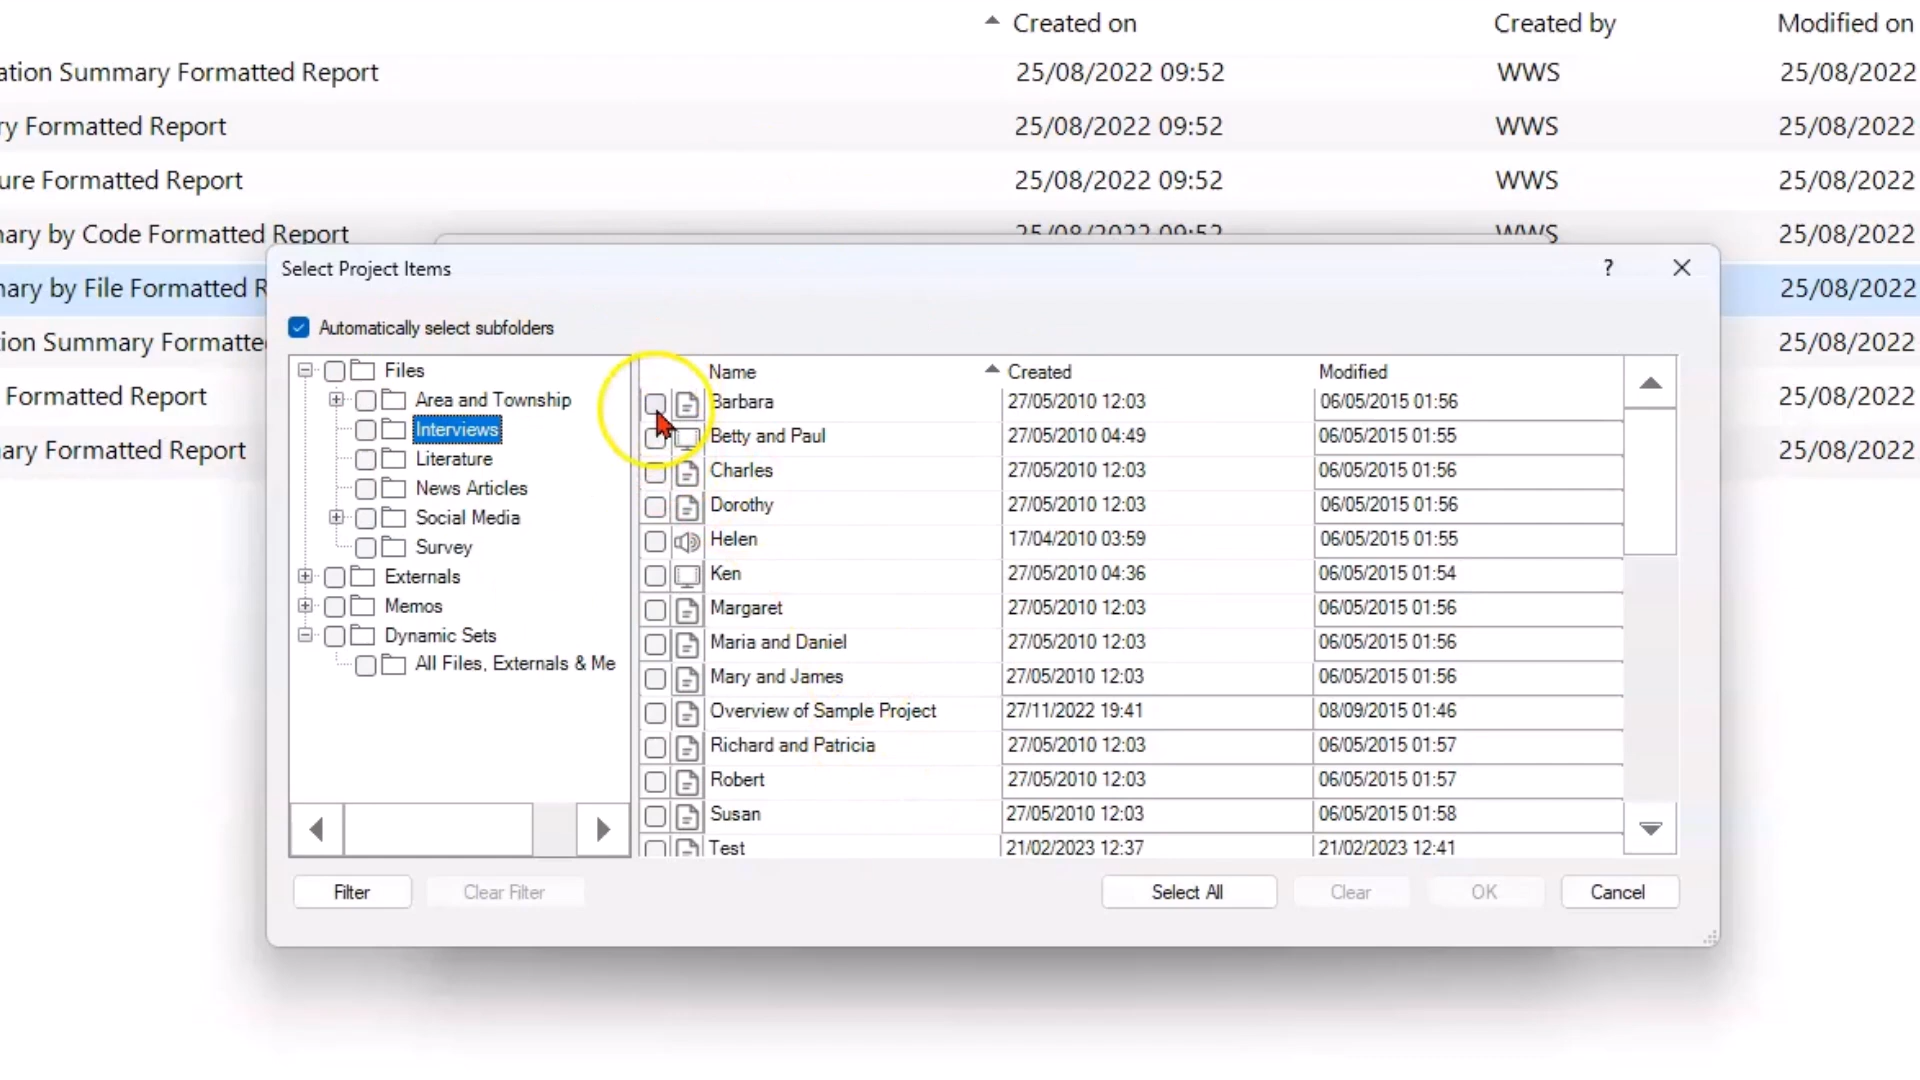 Created on Created by Modified on
ation Summary Formatted Report 25/08/2022 09:52 WWS 25/08/2022
ry Formatted Report 25/08/2022 09:52 WWS 25/08/2022
ure Formatted Report 25/08/2022 09:52 WWS 25/08/2022
nary by Code Formatted Report 25/08/2022 09:52 WWS 25/08/2022
nary by File Formatted R 25/08/2022
ion Summary Formatte 25/08/2022
Formatted Report 25/08/2022
ary Formatted Report 25/08/2022
Select Project Items ?
Automatically select subfolders
Files
Area and Township
Interviews
Literature
News Articles
Social Media
Survey
Externals
Memos
Dynamic Sets
All Files, Externals & Me
Name Created Modified
Barbara 27/05/2010 12:03 06/05/2015 01:56
Betty and Paul 27/05/2010 04:49 06/05/2015 01:55
Charles 27/05/2010 12:03 06/05/2015 01:56
Dorothy 27/05/2010 12:03 06/05/2015 01:56
Helen 17/04/2010 03:59 06/05/2015 01:55
Ken 27/05/2010 04:36 06/05/2015 01:54
Margaret 27/05/2010 12:03 06/05/2015 01:56
Maria and Daniel 27/05/2010 12:03 06/05/2015 01:56
Mary and James 27/05/2010 12:03 06/05/2015 01:56
Overview of Sample Project 27/11/2022 19:41 08/09/2015 01:46
Richard and Patricia 27/05/2010 12:03 06/05/2015 01:57
Robert 27/05/2010 12:03 06/05/2015 01:57
Susan 27/05/2010 12:03 06/05/2015 01:58
Test 21/02/2023 12:37 21/02/2023 12:41
Filter Clear Filter Select All Clear OK Cancel